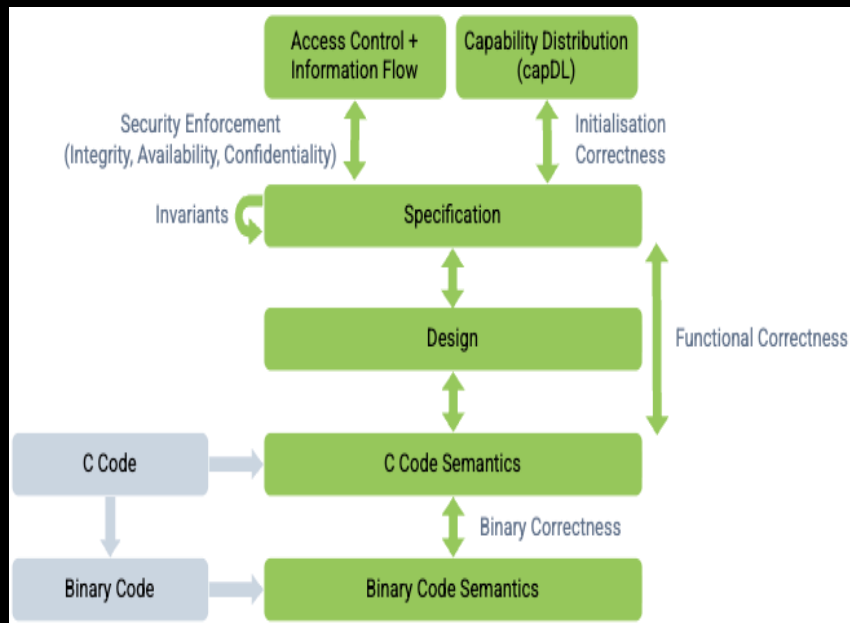 Access Control +
Information Flow
Capability Distribution
(capDL)
Security Enforcement
(Integrity, Availability, Confidentiality)
Initialisation
Correctness
Invariants
Specification
Design
Functional Correctness
C Code
C Code Semantics
Binary Correctness
Binary Code
Binary Code Semantics